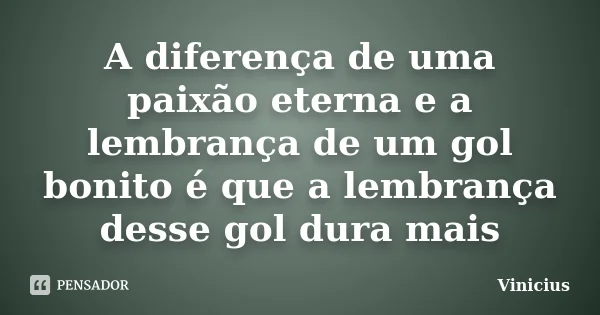 A diferença de uma
paixão eterna e a
lembrança de um gol
bonito é que a lembrança
desse gol dura mais
PENSADOR
Vinicius